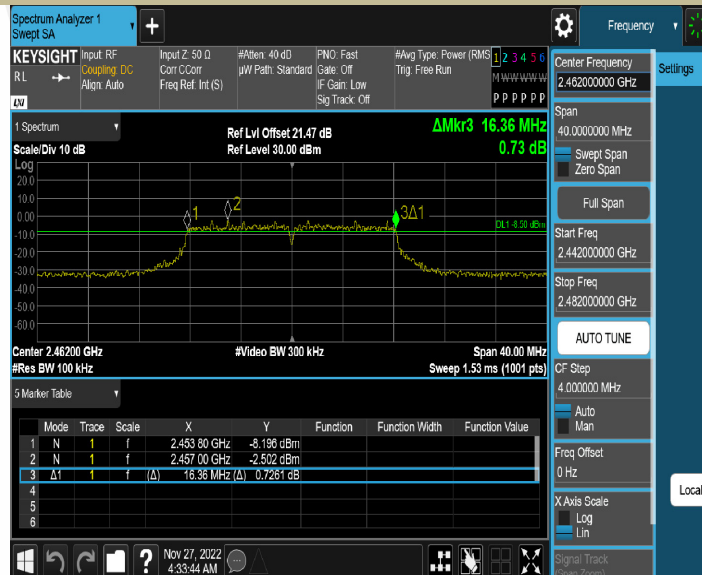 Spectrum Analyzer 1
Swept SA
+
Frequency
KEYSIGHT
RL
Input: RF
Coupling: DC
Align: Auto
Input Z: 50 Ω
Corr CCorr
Freq Ref: Int (S)
#Atten: 40 dD
µW Path: Standard
PNO: Fast
Gate: Off
IF Gain: Low
Sig Track: Off
#Avg Type: Power (RMS
Trig: Free Run
1 2 3 4 5 6
M W W W W W
P P P P P P
LXI
1 Spectrum
Scale/Div 10 dB
Ref Lvl Offset 21.47 dB
Ref Level 30.00 dBm
ΔMkr3 16.36 MHz
0.73 dB
Log
20.0
10.0
0.00
-10.0
-20.0
-30.0
-40.0
-50.0
-60.0
1
2
3Δ1
DL1 -8.50 dBm
Center 2.46200 GHz
#Res BW 100 kHz
#Video BW 300 kHz
Span 40.00 MHz
Sweep 1.53 ms (1001 pts)
5 Marker Table
Mode Trace Scale X Y Function Function Width Function Value
1 N 1 f 2.453 80 GHz -8.196 dBm
2 N 1 f 2.457 00 GHz -2.502 dBm
3 Δ1 1 f (Δ) 16.36 MHz (Δ) 0.7261 dB
4
5
6
Nov 27, 2022
4:33:44 AM
?
Center Frequency
2.462000000 GHz
Settings
Span
40.0000000 MHz
Swept Span
Zero Span
Full Span
Start Freq
2.442000000 GHz
Stop Freq
2.482000000 GHz
AUTO TUNE
CF Step
4.000000 MHz
Auto
Man
Freq Offset
0 Hz
X Axis Scale
Log
Lin
Local
Signal Track
(Span Zoom)